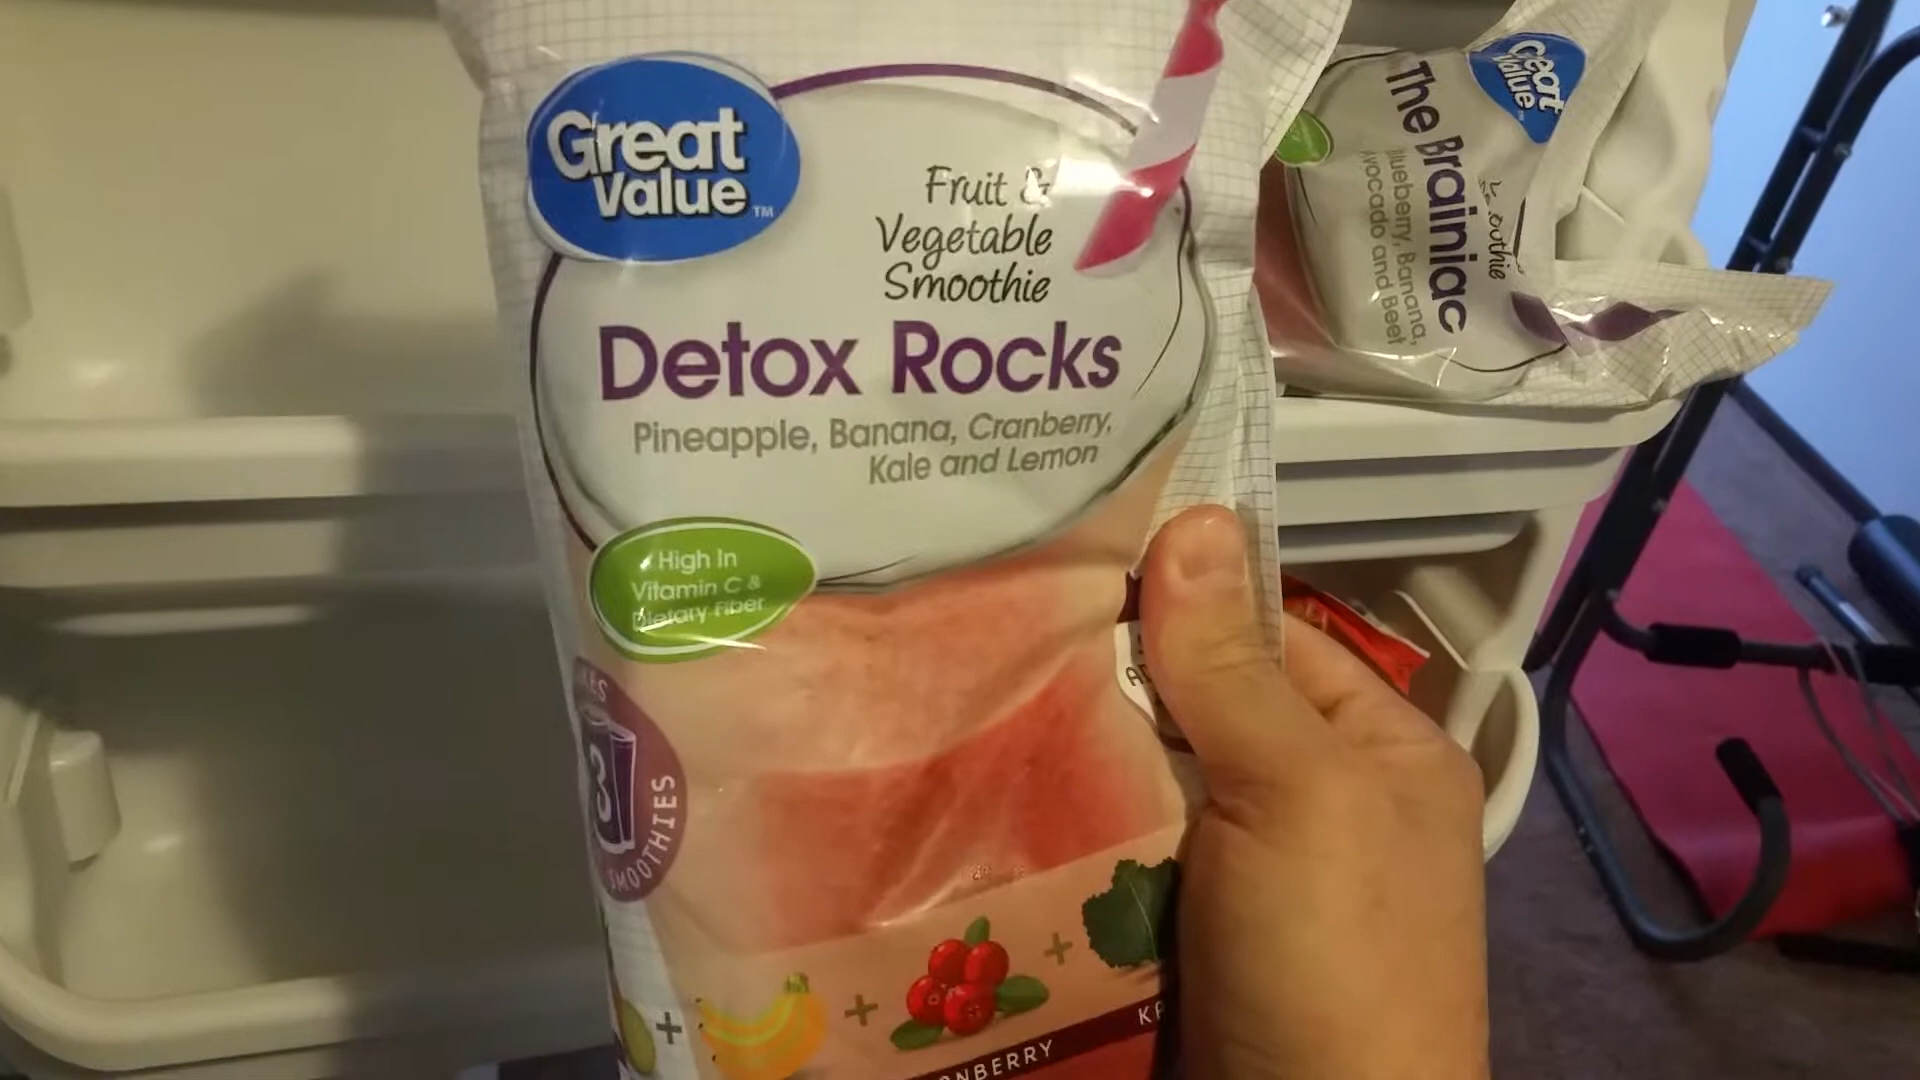 Great
Value
TM
Fruit &
Vegetable
Smoothie
Detox Rocks
Pineapple, Banana, Cranberry,
Kale and Lemon
High In
Vitamin C &
Dietary Fiber
3
SMOOTHIES
Great
Value
The Brainiac
Blueberry, Banana,
Avocado and Beet